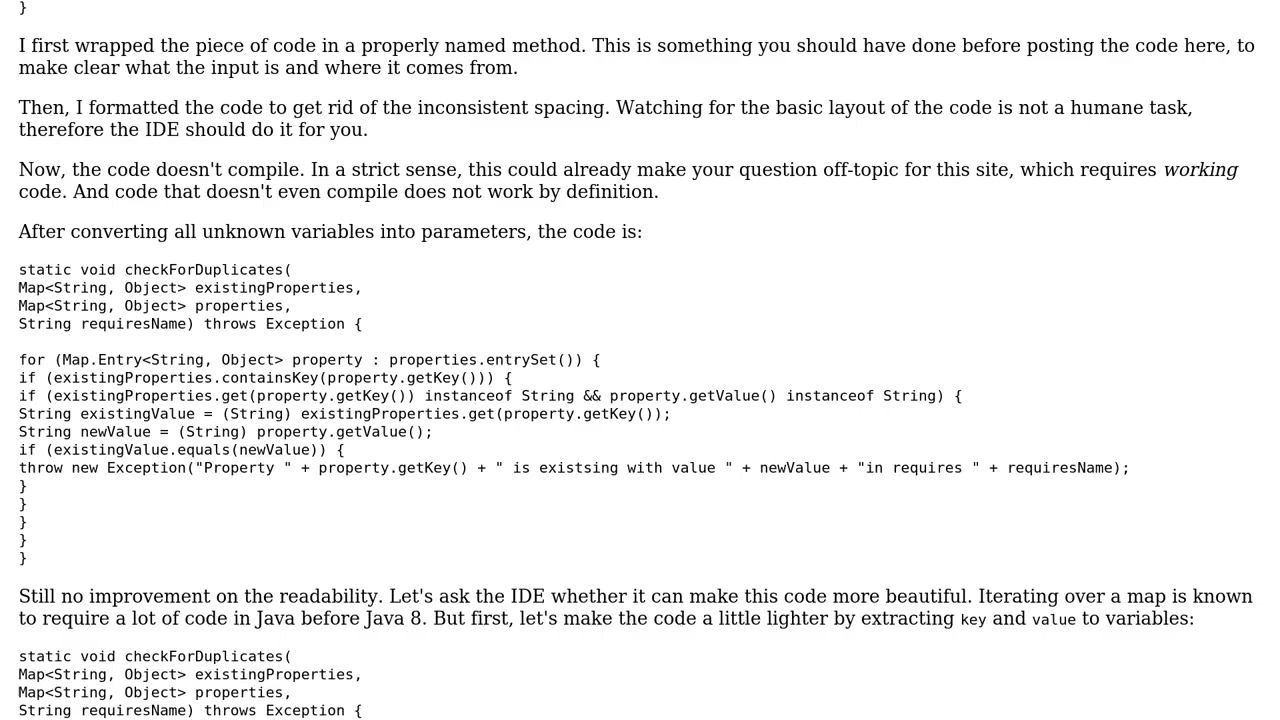 }
I first wrapped the piece of code in a properly named method. This is something you should have done before posting the code here, to
make clear what the input is and where it comes from.
Then, I formatted the code to get rid of the inconsistent spacing. Watching for the basic layout of the code is not a humane task,
therefore the IDE should do it for you.
Now, the code doesn't compile. In a strict sense, this could already make your question off-topic for this site, which requires working
code. And code that doesn't even compile does not work by definition.
After converting all unknown variables into parameters, the code is:
static void checkForDuplicates(
Map<String, Object> existingProperties,
Map<String, Object> properties,
String requiresName) throws Exception {
for (Map.Entry<String, Object> property : properties.entrySet()) {
if (existingProperties.containsKey(property.getKey())) {
if (existingProperties.get(property.getKey()) instanceof String && property.getValue() instanceof String) {
String existingValue = (String) existingProperties.get(property.getKey());
String newValue = (String) property.getValue();
if (existingValue.equals(newValue)) {
throw new Exception("Property " + property.getKey() + " is existsing with value " + newValue + "in requires " + requiresName);
}
}
}
}
}
Still no improvement on the readability. Let's ask the IDE whether it can make this code more beautiful. Iterating over a map is known
to require a lot of code in Java before Java 8. But first, let's make the code a little lighter by extracting key and value to variables:
static void checkForDuplicates(
Map<String, Object> existingProperties,
Map<String, Object> properties,
String requiresName) throws Exception {